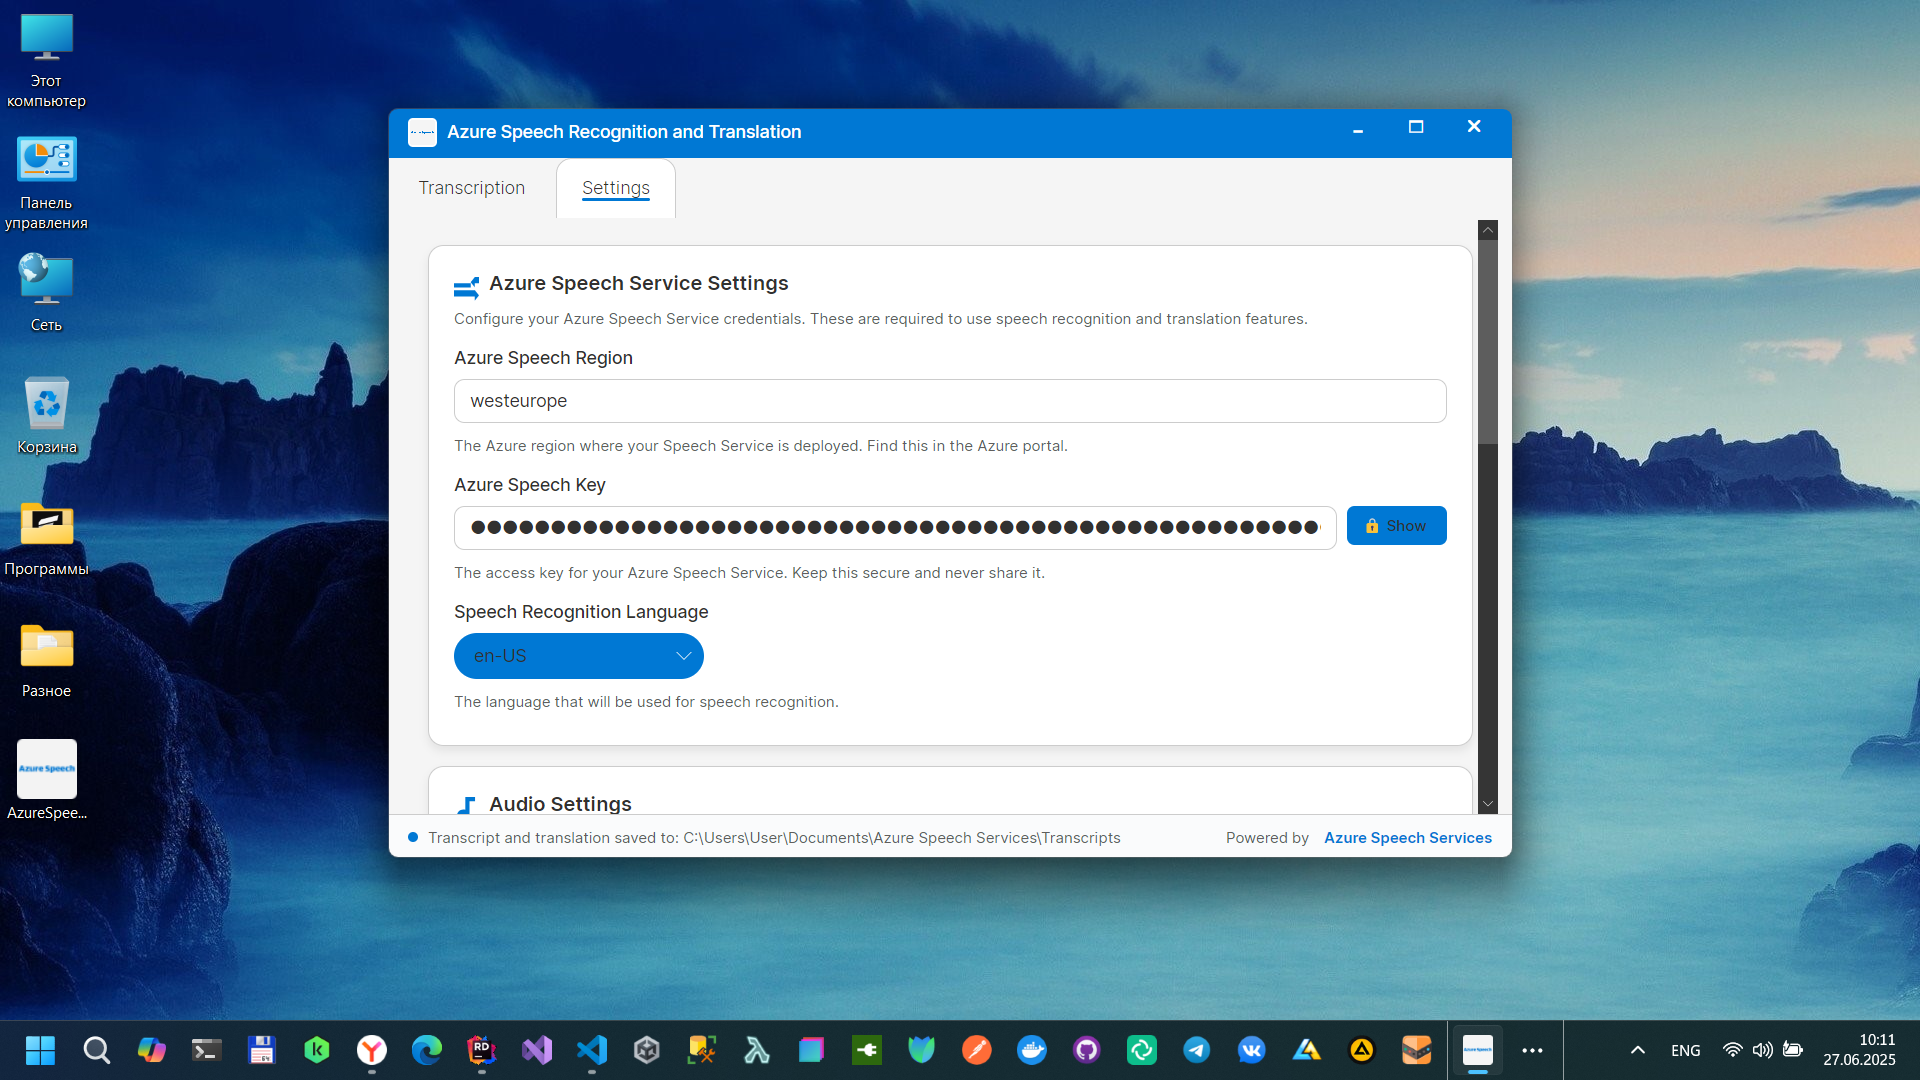 Этот
компьютер
Панель
управления
Сеть
Корзина
Программы
Разное
Azure Speech
AzureSpee...
Azure Speech Recognition and Translation
Transcription
Settings
Azure Speech Service Settings
Configure your Azure Speech Service credentials. These are required to use speech recognition and translation features.
Azure Speech Region
westeurope
The Azure region where your Speech Service is deployed. Find this in the Azure portal.
Azure Speech Key
Show
The access key for your Azure Speech Service. Keep this secure and never share it.
Speech Recognition Language
en-US
The language that will be used for speech recognition.
Audio Settings
Transcript and translation saved to: C:\Users\User\Documents\Azure Speech Services\Transcripts
Powered by Azure Speech Services
64
k
RD
Azure Speech
ENG
10:11
27.06.2025